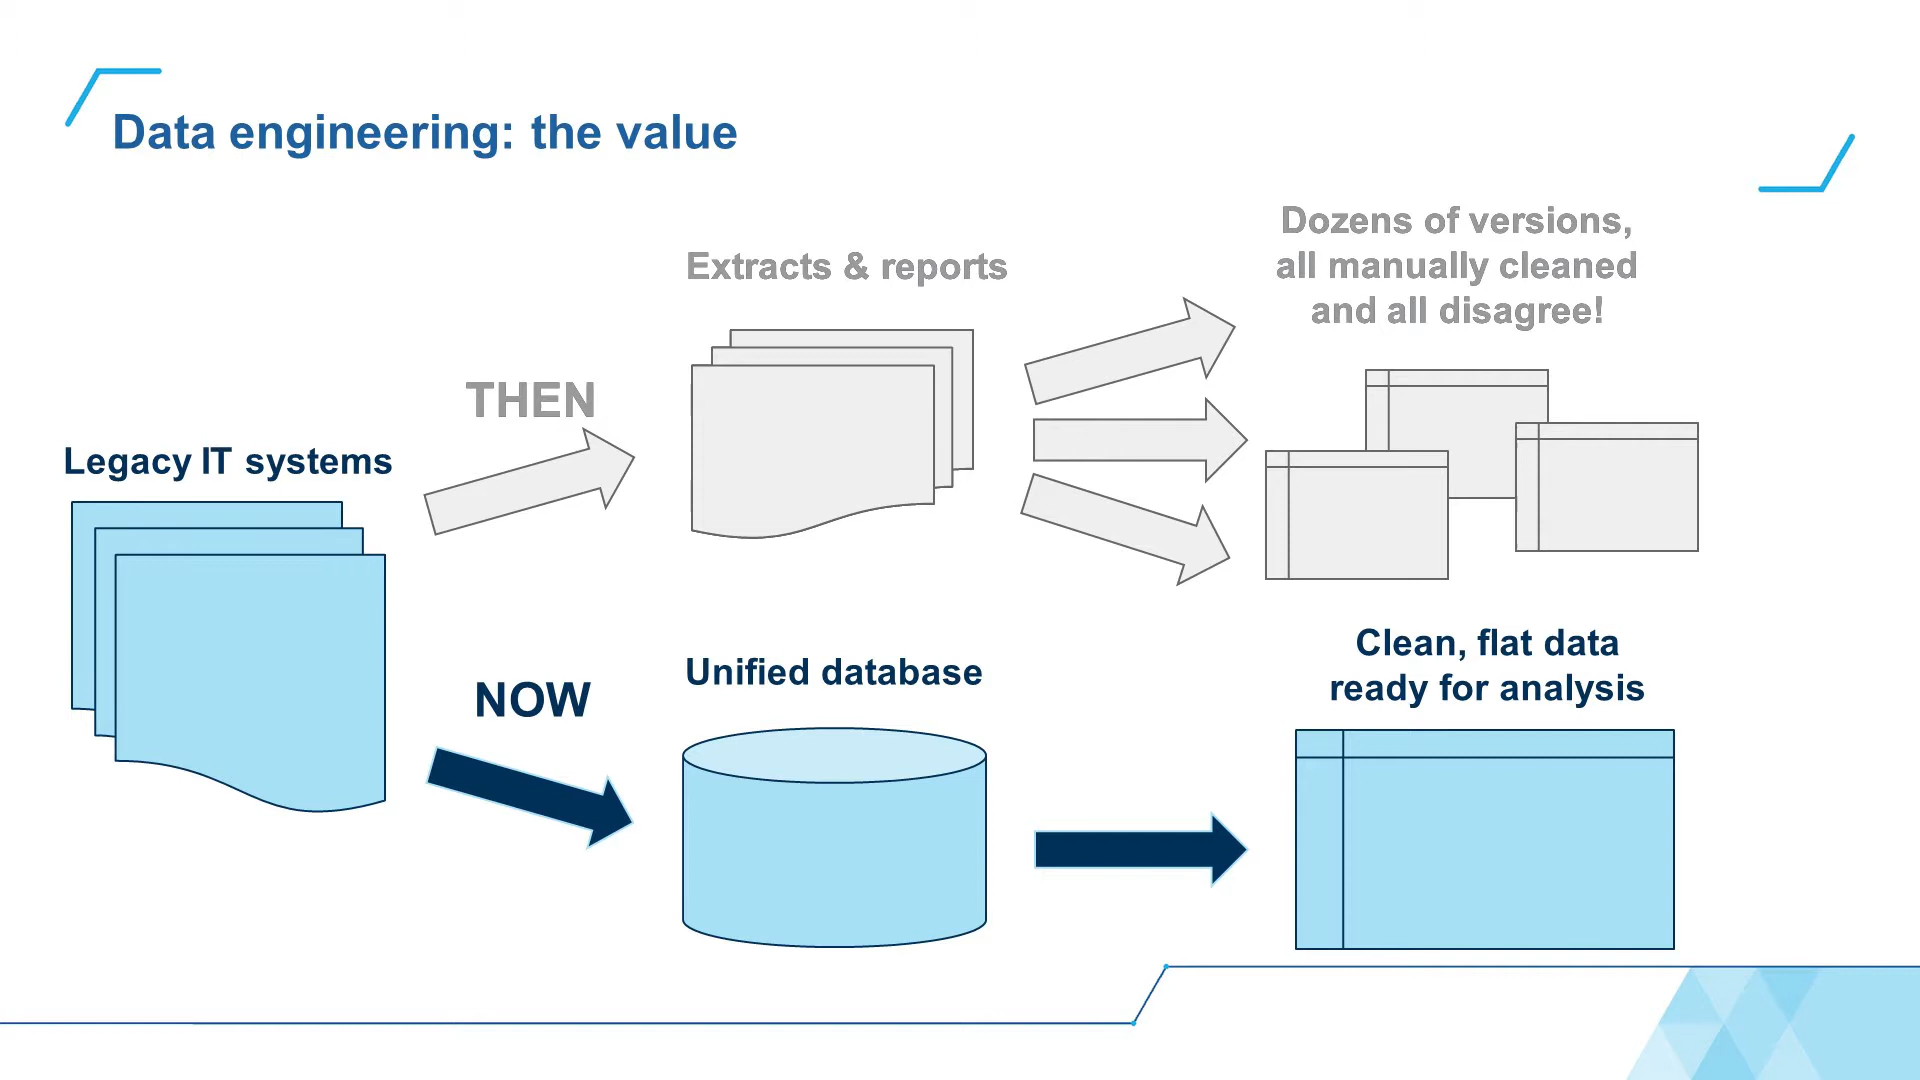 Data engineering: the value
Legacy IT systems
THEN
Extracts & reports
Dozens of versions,
all manually cleaned
and all disagree!
NOW
Unified database
Clean, flat data
ready for analysis